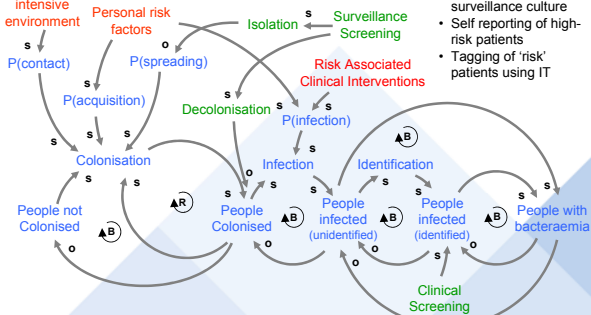 intensive
environment
Personal risk
factors
Isolation
s
Surveillance
Screening
surveillance culture
• Self reporting of high-
risk patients
• Tagging of ‘risk’
patients using IT
s
o
P(contact)
s
P(spreading)
s
Risk Associated
Clinical Interventions
P(acquisition)
Decolonisation
s
s
P(infection)
s
s
s
s
B
Colonisation
Infection
Identification
o
s
s
s
s
s
s
s
s
s
R
People not
Colonised
B
People
Colonised
B
People
infected
(unidentified)
B
People
infected
(identified)
B
People with
bacteraemia
o
o
o
o
s
o
o
Clinical
Screening